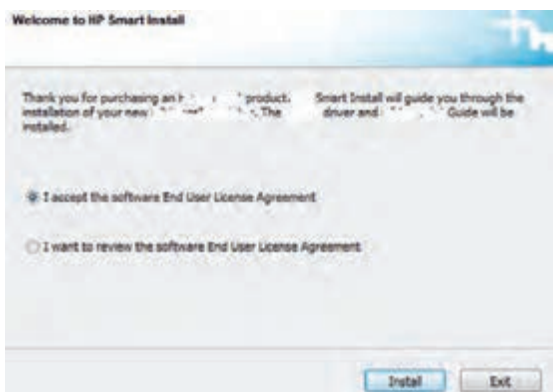 Welcome to HP Smart Install
Thank you for purchasing an product. Smart Install will guide you through the
installation of your new The driver and Guide will be
installed.
I accept the software End User License Agreement
I want to review the software End User License Agreement
Install Exit